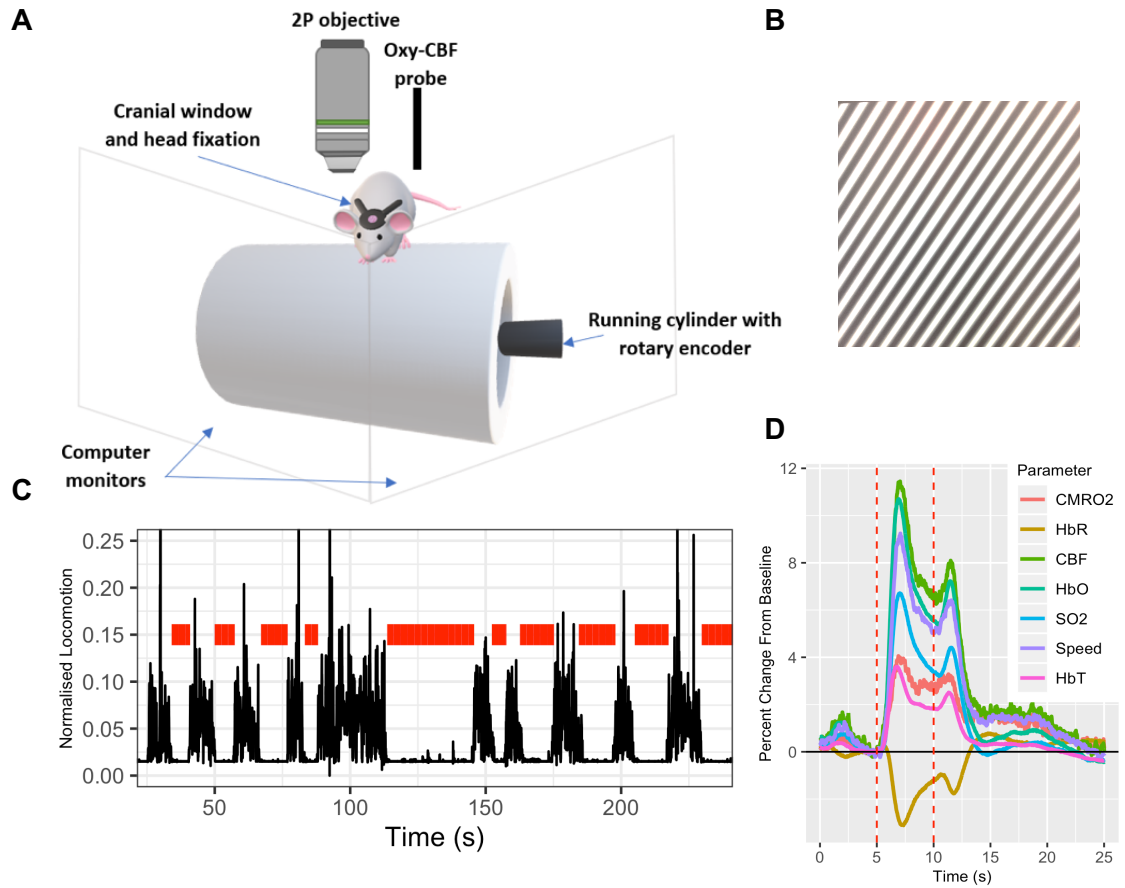 A
2P objective
Oxy-CBF
probe
Cranial window
and head fixation
Running cylinder with
rotary encoder
Computer
monitors
B
C
Normalised Locomotion
0.25
0.20
0.15
0.10
0.05
0.00
50
100
150
200
Time (s)
D
Percent Change From Baseline
12
8
4
0
0
5
10
15
20
25
Time (s)
Parameter
CMRO2
HbR
CBF
HbO
SO2
Speed
HbT